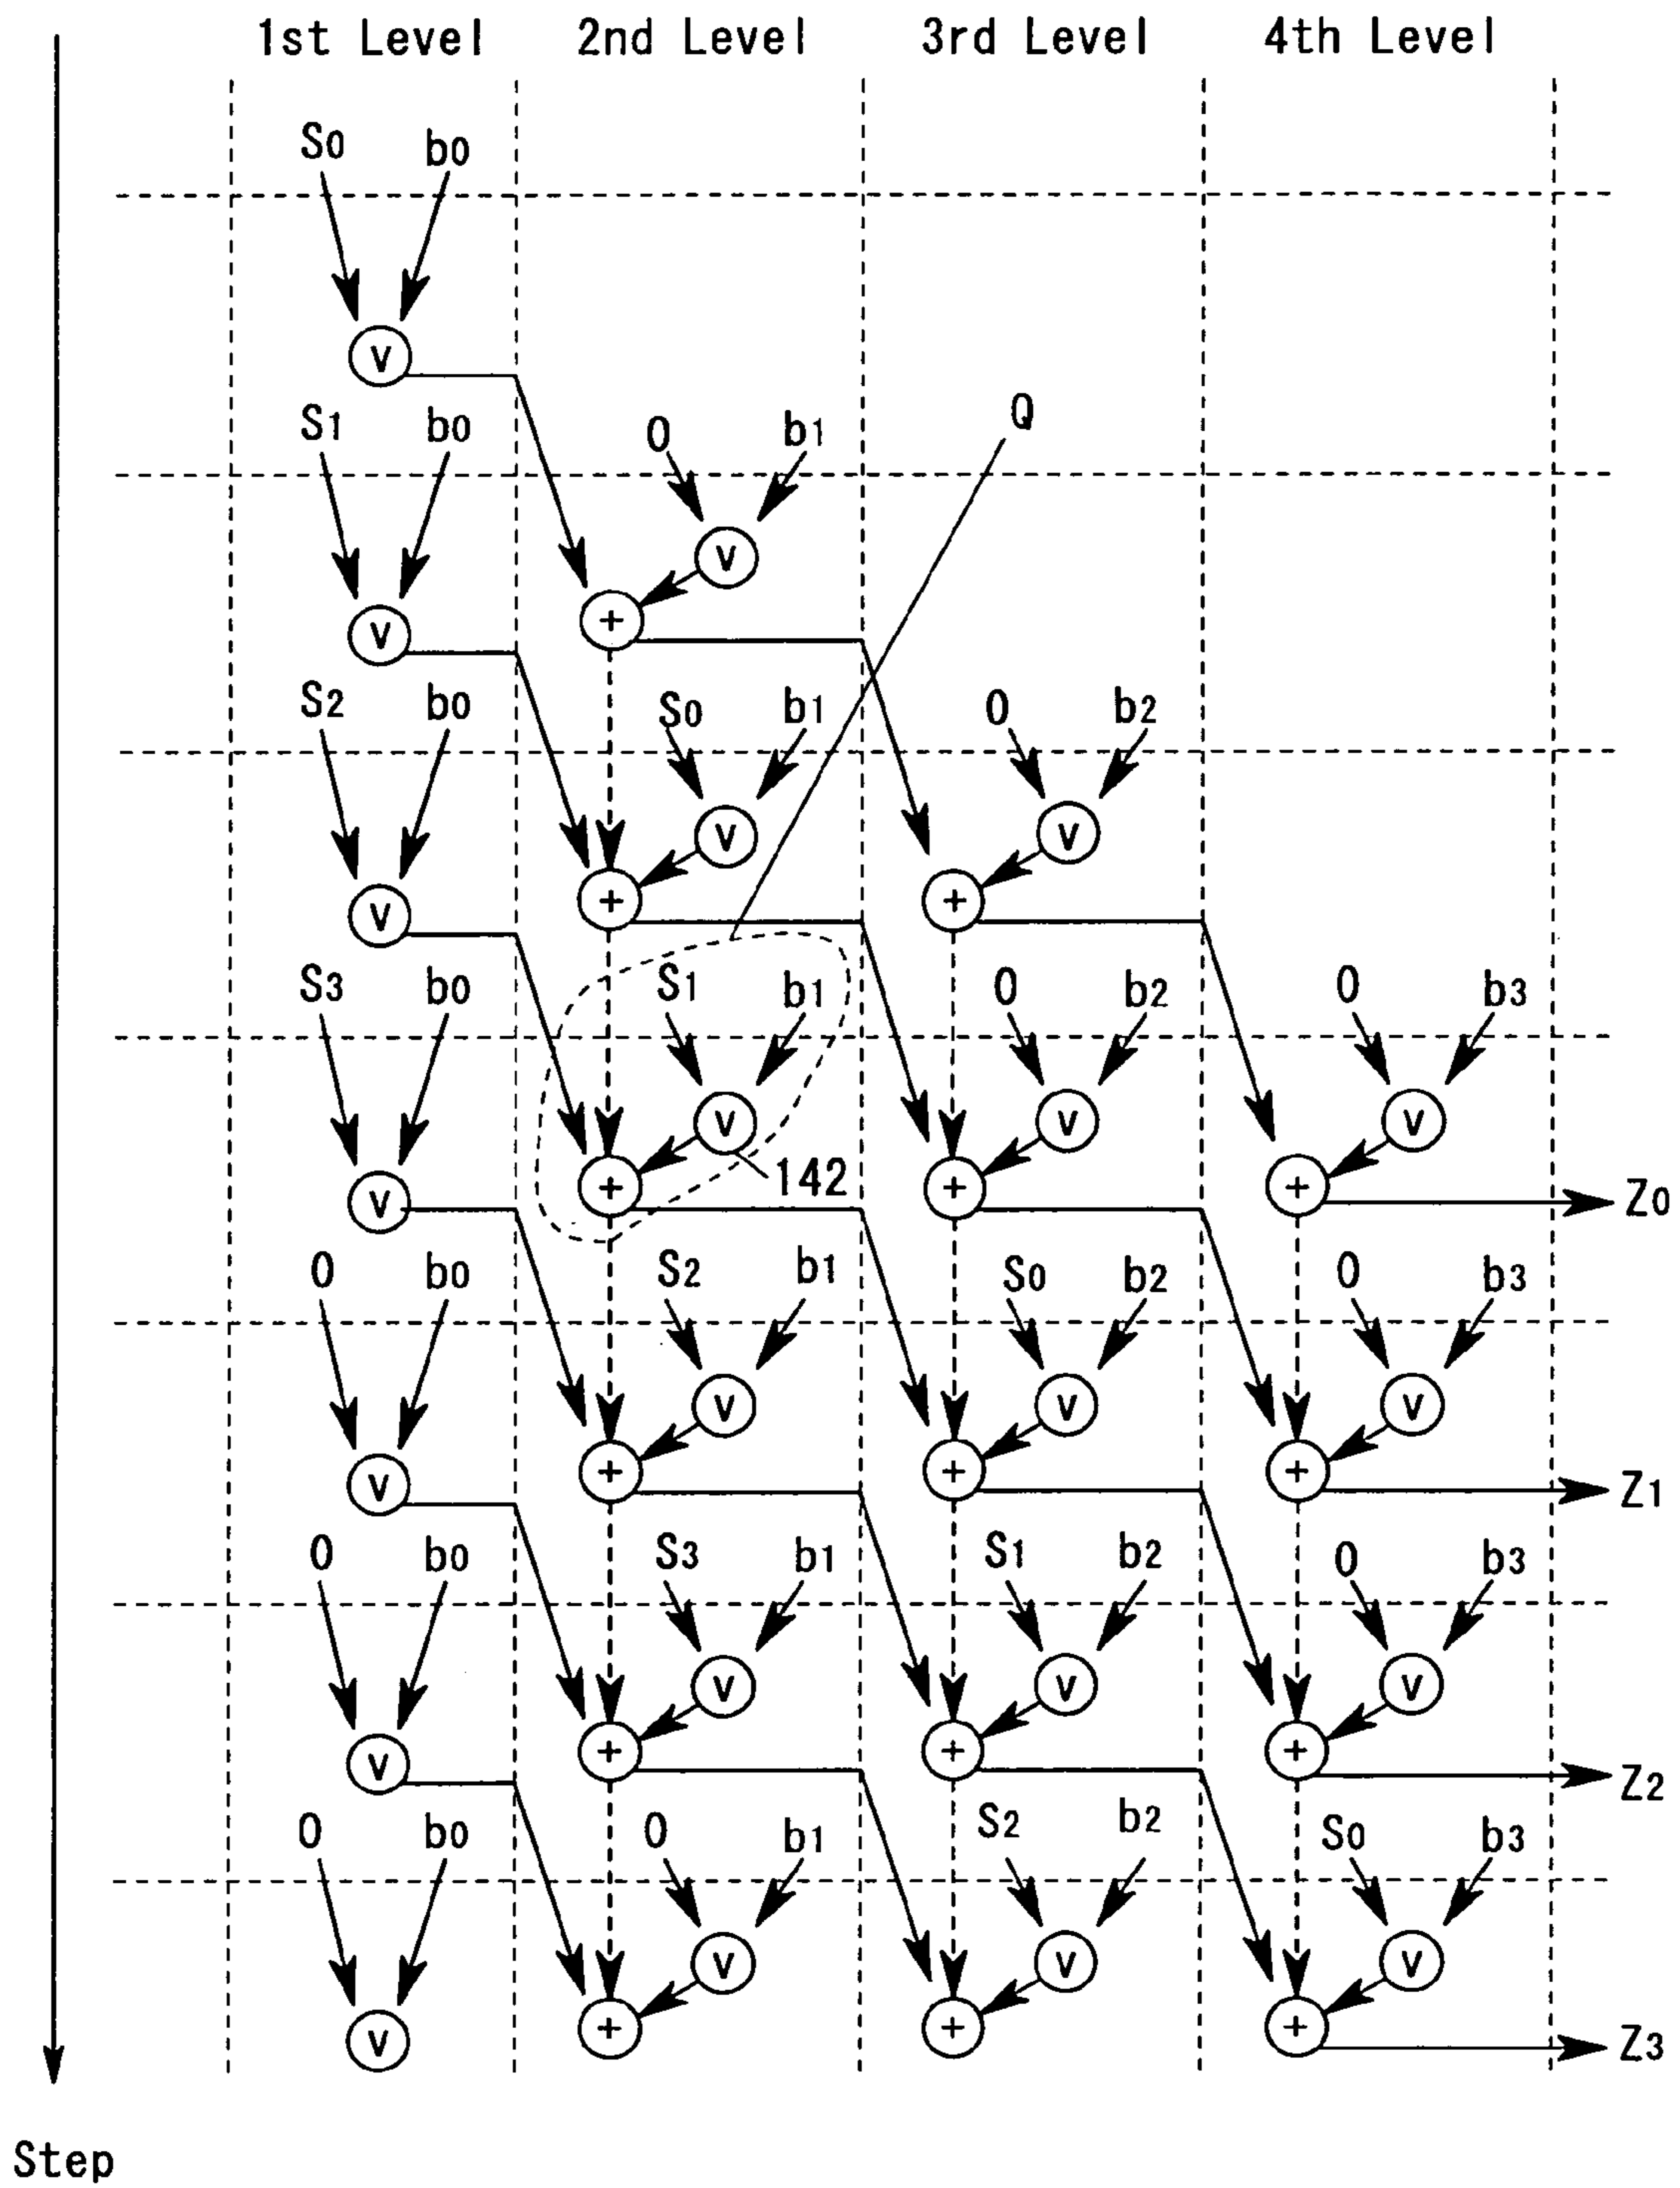 1st Level 2nd Level 3rd Level 4th Level
S0 b0
V
S1 b0 0 b1 Q
V
V +
S2 b0 S0 b1 0 b2
V V
V + +
S3 b0 S1 b1 0 b2 0 b3
V V V
V + 142 + + Z0
0 b0 S2 b1 S0 b2 0 b3
V V V
V + + + Z1
0 b0 S3 b1 S1 b2 0 b3
V V V
V + + + Z2
0 b0 0 b1 S2 b2 S0 b3
V V V
V + + + Z3
Step